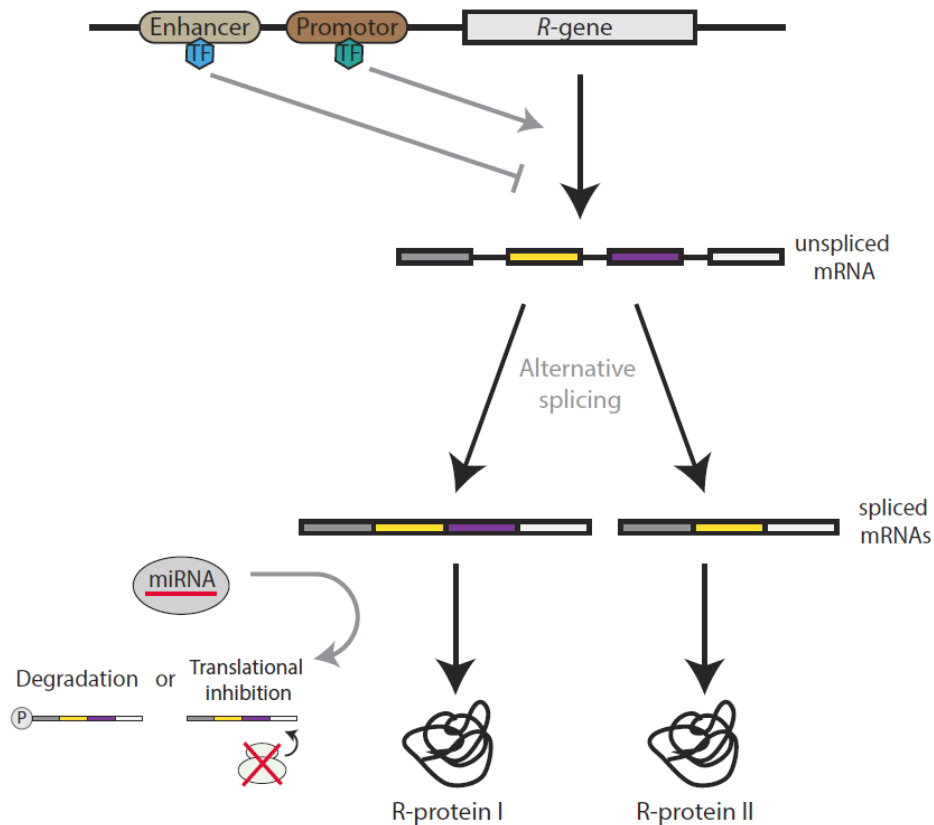 Enhancer
Promotor
R-gene
TF
TF
unspliced
mRNA
Alternative
splicing
spliced
mRNAs
miRNA
Degradation or Translational
inhibition
P
R-protein I
R-protein II